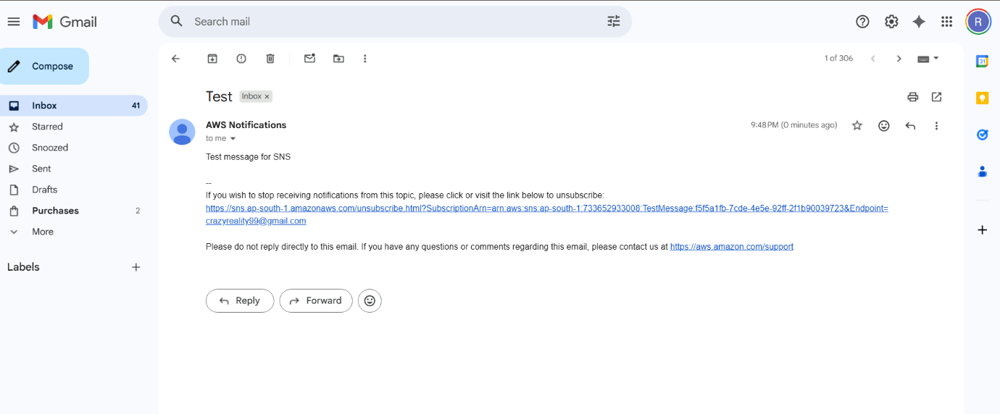 Gmail
Search mail
R
Compose
1 of 306
31
Inbox 41
Test Inbox ×
Starred
AWS Notifications 9:48 PM (0 minutes ago)
to me
Snoozed
Test message for SNS
Sent
--
Drafts
If you wish to stop receiving notifications from this topic, please click or visit the link below to unsubscribe:
https://sns.ap-south-1.amazonaws.com/unsubscribe.html?SubscriptionArn=arn:aws:sns:ap-south-1:733652933008:TestMessage:f5f5a1fb-7cde-4e5e-92ff-2f1b90039723&Endpoint=
crazyreality99@gmail.com
Purchases 2
More
Please do not reply directly to this email. If you have any questions or comments regarding this email, please contact us at https://aws.amazon.com/support
Labels
Reply Forward